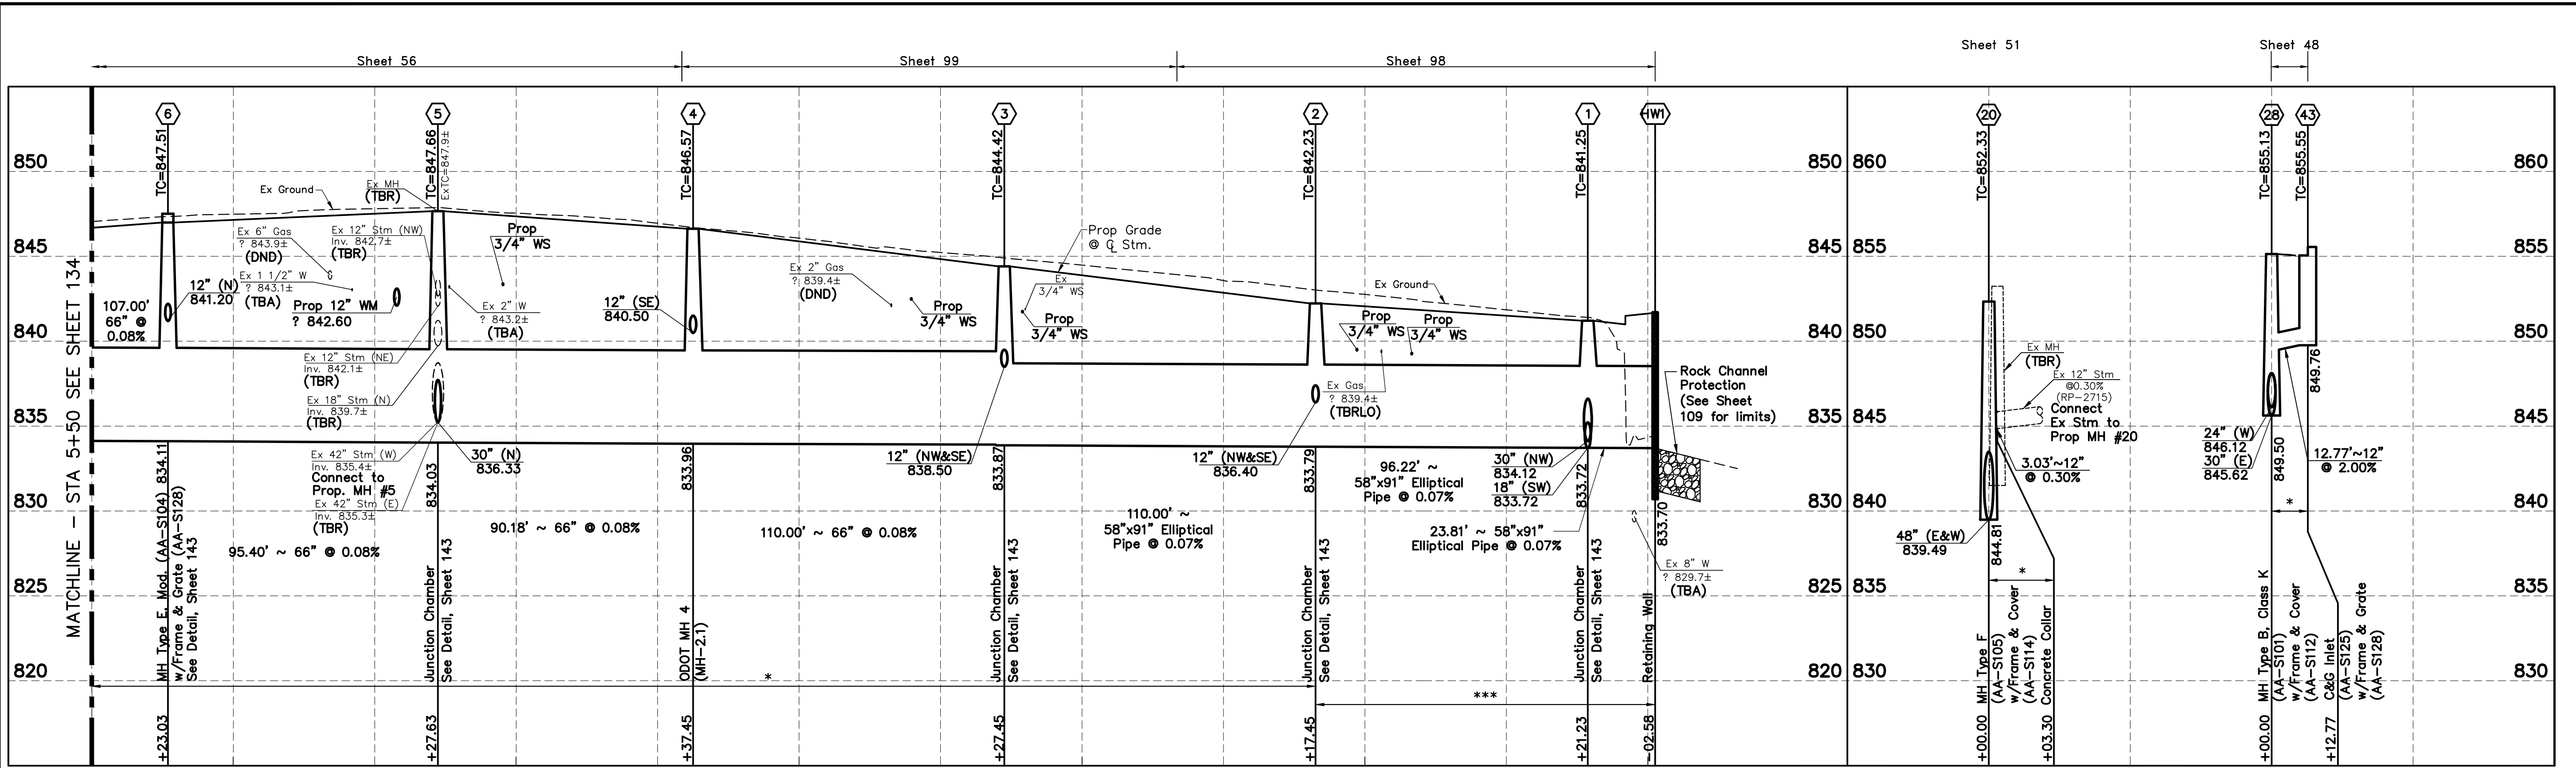 Sheet 56
Sheet 99
Sheet 98
Sheet 51
Sheet 48
6
5
4
3
2
1
HW1
20
28
43
TC=847.51
TC=847.66
ExTC=847.9±
TC=846.57
TC=844.42
TC=842.23
TC=841.25
TC=852.33
TC=855.13
TC=855.55
850
845
840
835
830
825
820
MATCHLINE – STA 5+50 SEE SHEET 134
107.00'
66" @
0.08%
12" (N)
841.20
Ex Ground
Ex MH
(TBR)
Ex 6" Gas
? 843.9±
(DND)
Ex 1 1/2" W
? 843.1±
(TBA)
Prop 12" WM
? 842.60
Ex 12" Stm (NW)
Inv. 842.7±
(TBR)
Ex 12" Stm (NE)
Inv. 842.1±
(TBR)
Ex 18" Stm (N)
Inv. 839.7±
(TBR)
Ex 42" Stm (W)
Inv. 835.4±
Connect to
Prop. MH #5
Ex 42" Stm (E)
Inv. 835.3±
(TBR)
95.40' ~ 66" @ 0.08%
Prop
3/4" WS
Ex 2" W
? 843.2±
(TBA)
30" (N)
836.33
90.18' ~ 66" @ 0.08%
12" (SE)
840.50
Ex 2" Gas
? 839.4±
(DND)
Prop
3/4" WS
110.00' ~ 66" @ 0.08%
12" (NW&SE)
838.50
Prop Grade
@ ℄ Stm.
Ex
3/4" WS
Prop
3/4" WS
110.00' ~
58"x91" Elliptical
Pipe @ 0.07%
12" (NW&SE)
836.40
Ex Ground
Prop
3/4" WS
Prop
3/4" WS
Ex Gas
? 839.4±
(TBRLO)
96.22' ~
58"x91" Elliptical
Pipe @ 0.07%
30" (NW)
834.12
18" (SW)
833.72
23.81' ~ 58"x91"
Elliptical Pipe @ 0.07%
Rock Channel
Protection
(See Sheet
109 for limits)
Ex 8" W
? 829.7±
(TBA)
834.11
834.03
833.96
833.87
833.79
833.72
833.70
MH Type E, Mod. (AA-S104)
w/Frame & Grate (AA-S128)
See Detail, Sheet 143
Junction Chamber
See Detail, Sheet 143
ODOT MH 4
(MH-2.1)
Junction Chamber
See Detail, Sheet 143
Junction Chamber
See Detail, Sheet 143
Junction Chamber
See Detail, Sheet 143
Retaining Wall
*
***
+23.03
+27.63
+37.45
+27.45
+17.45
+21.23
-02.58
850
845
840
835
830
825
820
860
855
850
845
840
835
830
Ex MH
(TBR)
Ex 12" Stm
@0.30%
(RP-2715)
Connect
Ex Stm to
Prop MH #20
3.03'~12"
@ 0.30%
48" (E&W)
839.49
844.81
*
MH Type F
(AA-S105)
w/Frame & Cover
(AA-S114)
Concrete Collar
+00.00
+03.30
24" (W)
846.12
30" (E)
845.62
849.50
849.76
12.77'~12"
@ 2.00%
*
MH Type B, Class K
(AA-S101)
w/Frame & Cover
(AA-S112)
C&G Inlet
(AA-S125)
w/Frame & Grate
(AA-S128)
+00.00
+12.77
860
855
850
845
840
835
830